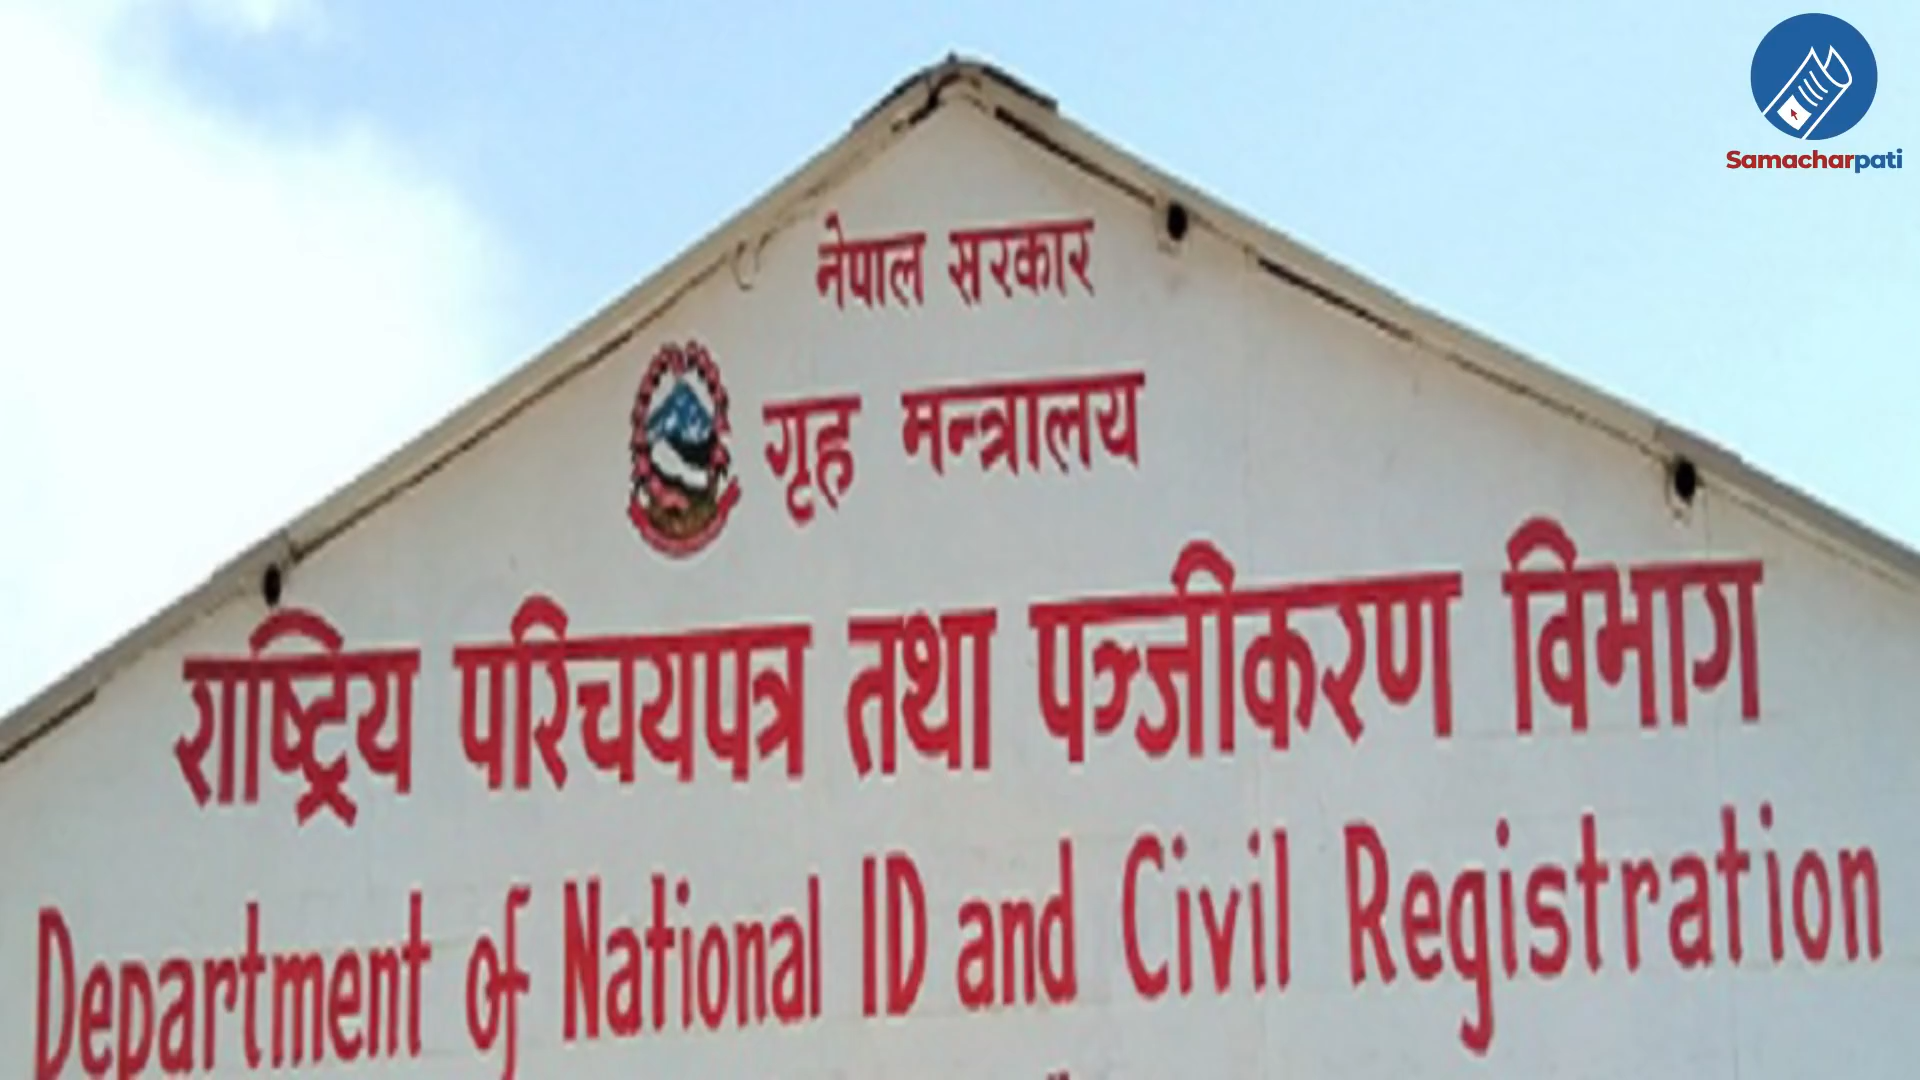 Samacharpati
नेपाल सरकार
गृह मन्त्रालय
राष्ट्रिय परिचयपत्र तथा पञ्जीकरण विभाग
Department of National ID and Civil Registration